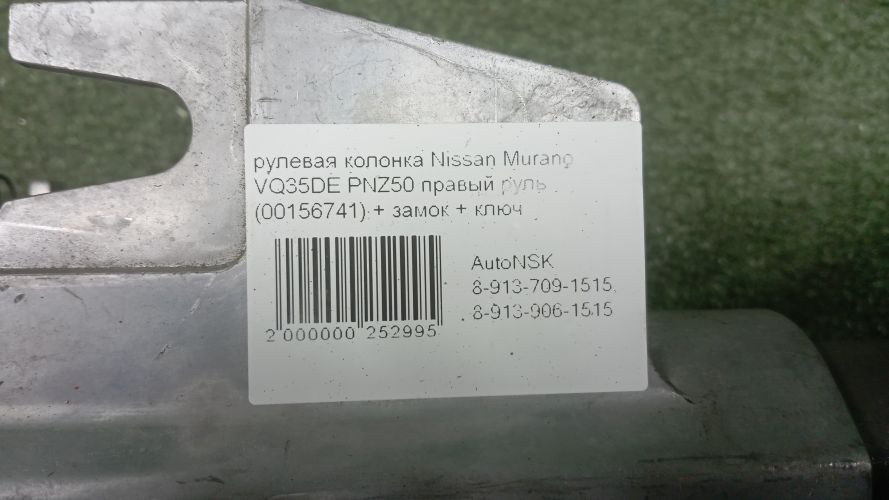 рулевая колонка Nissan Murano
VQ35DE PNZ50 правый руль
(00156741) + замок + ключ
AutoNSK
8-913-709-1515
8-913-906-1515
2 000000 252995